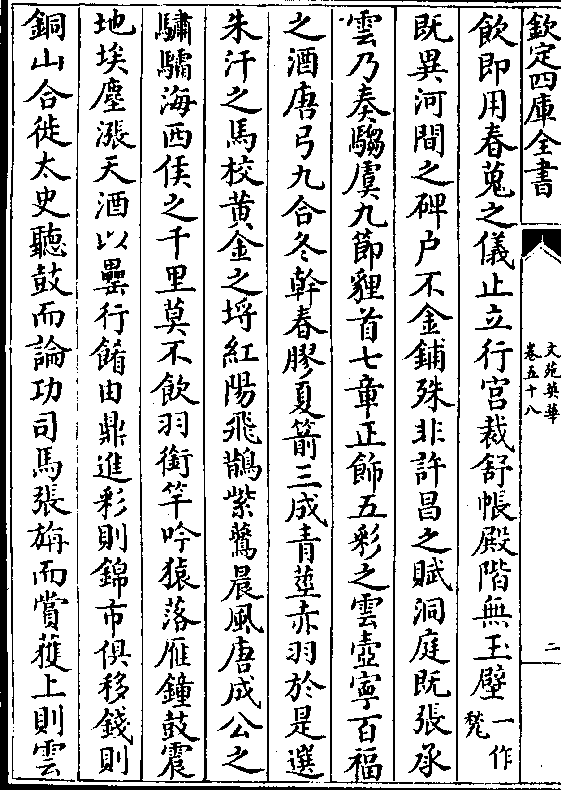 欽定四庫全書
文苑英華
卷五十八
二
飲即用春蒐之儀止立行宫裁舒帳殿階無玉壁一作甃
既異河間之碑户不金鋪殊非許昌之賦洞庭既張承
雲乃奏騶虞九節貍首七章正飾五彩之雲壺寧百福
之酒唐弓九合冬幹春膠夏箭三成青莖赤羽於是選
朱汗之馬校黄金之埒紅陽飛鵲紫鷰晨風唐成公之
驌驦海西侯之千里莫不飲羽銜竿吟猿落雁鐘鼓震
地埃塵漲天酒以罍行餚由鼎進彩則錦市俱移錢則
銅山合徙太史聽鼓而論功司馬張旃而賞獲上則雲